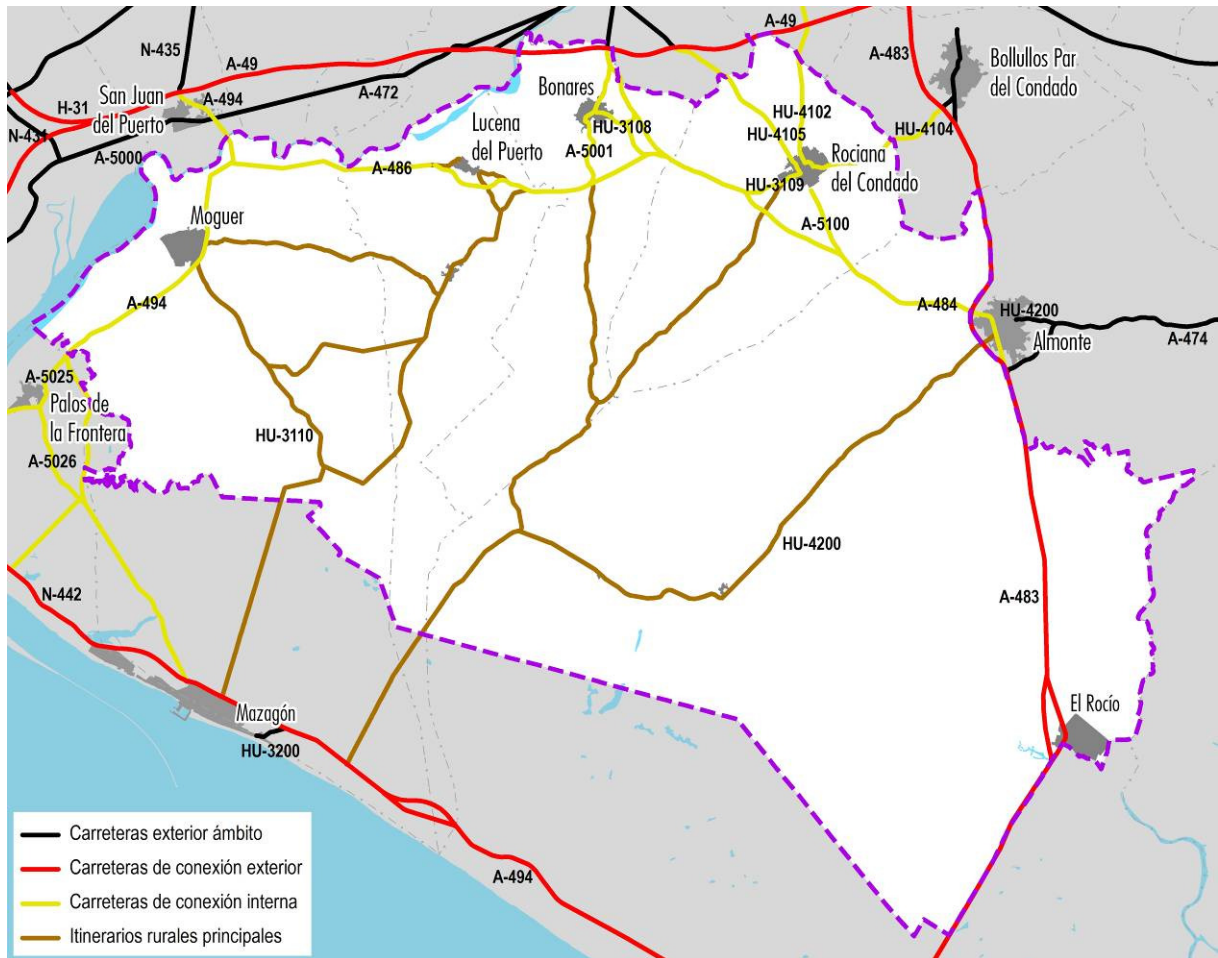 A-49
N-435
A-49
A-483
Bollullos Par
del Condado
A-472
H-31
San Juan
del Puerto
A-494
Bonares
HU-4102
N-431
HU-3108
HU-4105
HU-4104
Lucena
del Puerto
A-5000
A-5001
A-486
Rociana
del Condado
HU-3109
Moguer
A-5100
A-494
A-484
HU-4200
Almonte
A-474
A-5025
Palos de
la Frontera
HU-3110
A-5026
HU-4200
N-442
A-483
El Rocío
Mazagón
HU-3200
A-494
Carreteras exterior ámbito
Carreteras de conexión exterior
Carreteras de conexión interna
Itinerarios rurales principales